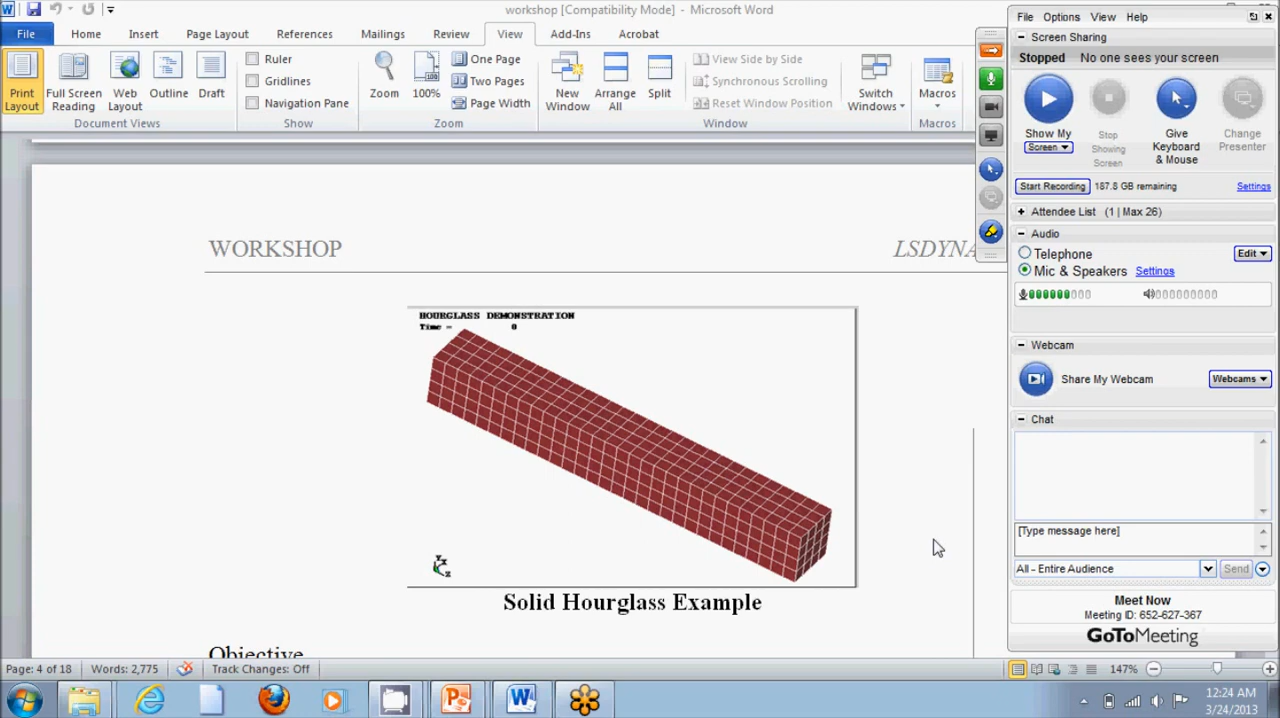 workshop [Compatibility Mode] - Microsoft Word
File Home Insert Page Layout References Mailings Review View Add-Ins Acrobat
Print Layout
Full Screen Reading
Web Layout
Outline
Draft
Document Views
Ruler
Gridlines
Navigation Pane
Show
Zoom
100%
One Page
Two Pages
Page Width
Zoom
New Window
Arrange All
Split
View Side by Side
Synchronous Scrolling
Reset Window Position
Window
Switch Windows
Macros
Macros
WORKSHOP
LSDYNA
HOURGLASS DEMONSTRATION
Time = 0
Y
X
Z
Solid Hourglass Example
Objective
Page: 4 of 18
Words: 2,775
Track Changes: Off
147%
File Options View Help
Screen Sharing
Stopped No one sees your screen
Show My
Screen
Stop Showing Screen
Give Keyboard & Mouse
Change Presenter
Start Recording 187.8 GB remaining Settings
Attendee List (1 | Max 26)
Audio
Telephone
Edit
Mic & Speakers Settings
Webcam
Share My Webcam
Webcams
Chat
[Type message here]
All - Entire Audience
Send
Meet Now
Meeting ID: 652-627-367
GoToMeeting
12:24 AM
3/24/2013